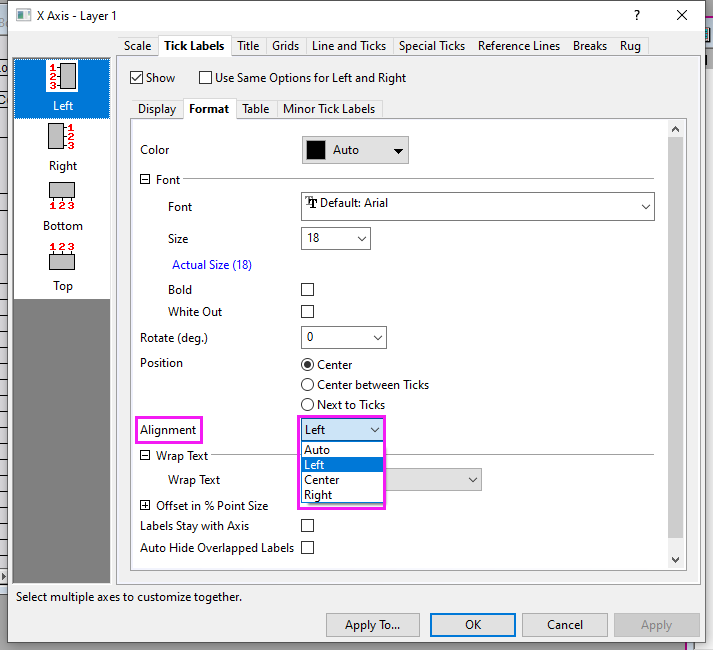 X Axis - Layer 1
?
Scale Tick Labels Title Grids Line and Ticks Special Ticks Reference Lines Breaks Rug
1
2
3
Left
1
2
3
Right
1 2 3
Bottom
1 2 3
Top
Show Use Same Options for Left and Right
Display Format Table Minor Tick Labels
Color Auto
Font
Font Default: Arial
Size 18
Actual Size (18)
Bold
White Out
Rotate (deg.) 0
Position Center
Center between Ticks
Next to Ticks
Alignment Left
Auto
Left
Center
Right
Wrap Text
Wrap Text
Offset in % Point Size
Labels Stay with Axis
Auto Hide Overlapped Labels
Select multiple axes to customize together.
Apply To... OK Cancel Apply